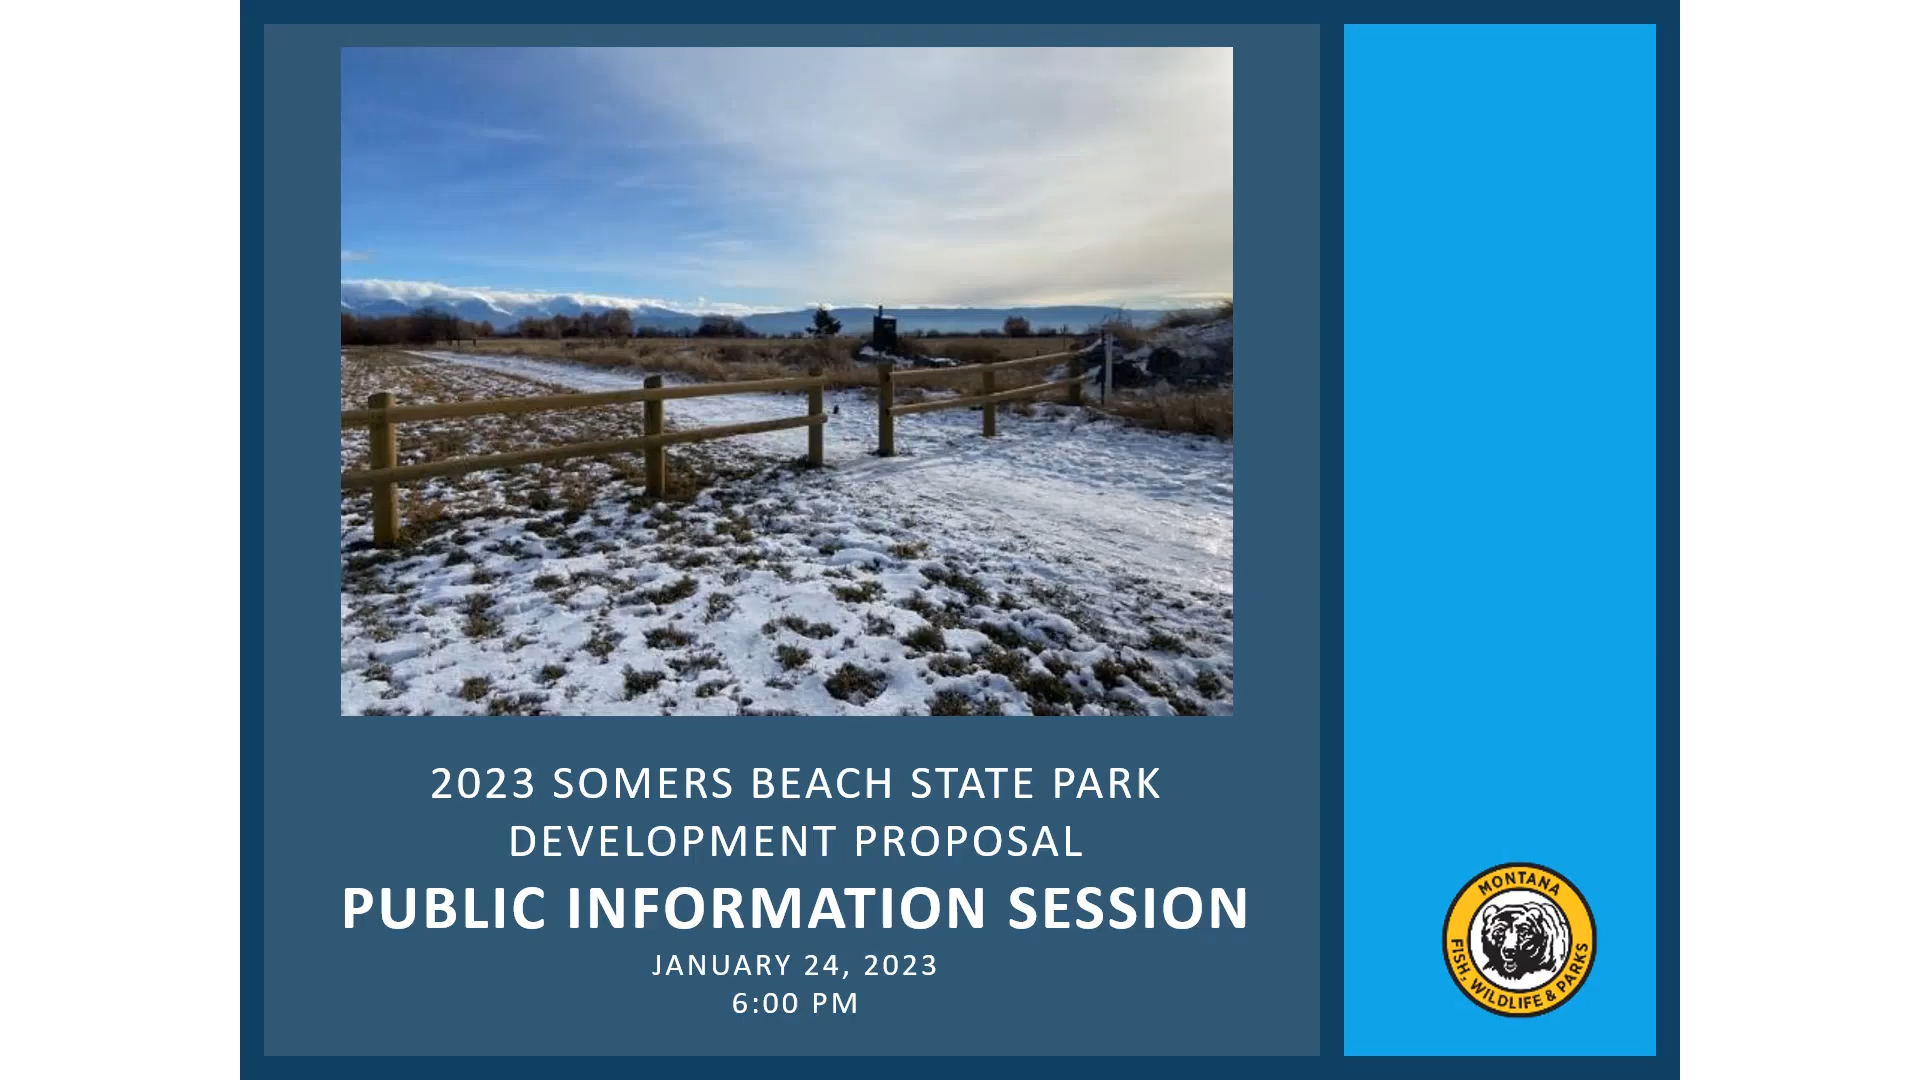 2023 SOMERS BEACH STATE PARK
DEVELOPMENT PROPOSAL
PUBLIC INFORMATION SESSION
JANUARY 24, 2023
6:00 PM
MONTANA
FISH, WILDLIFE & PARKS